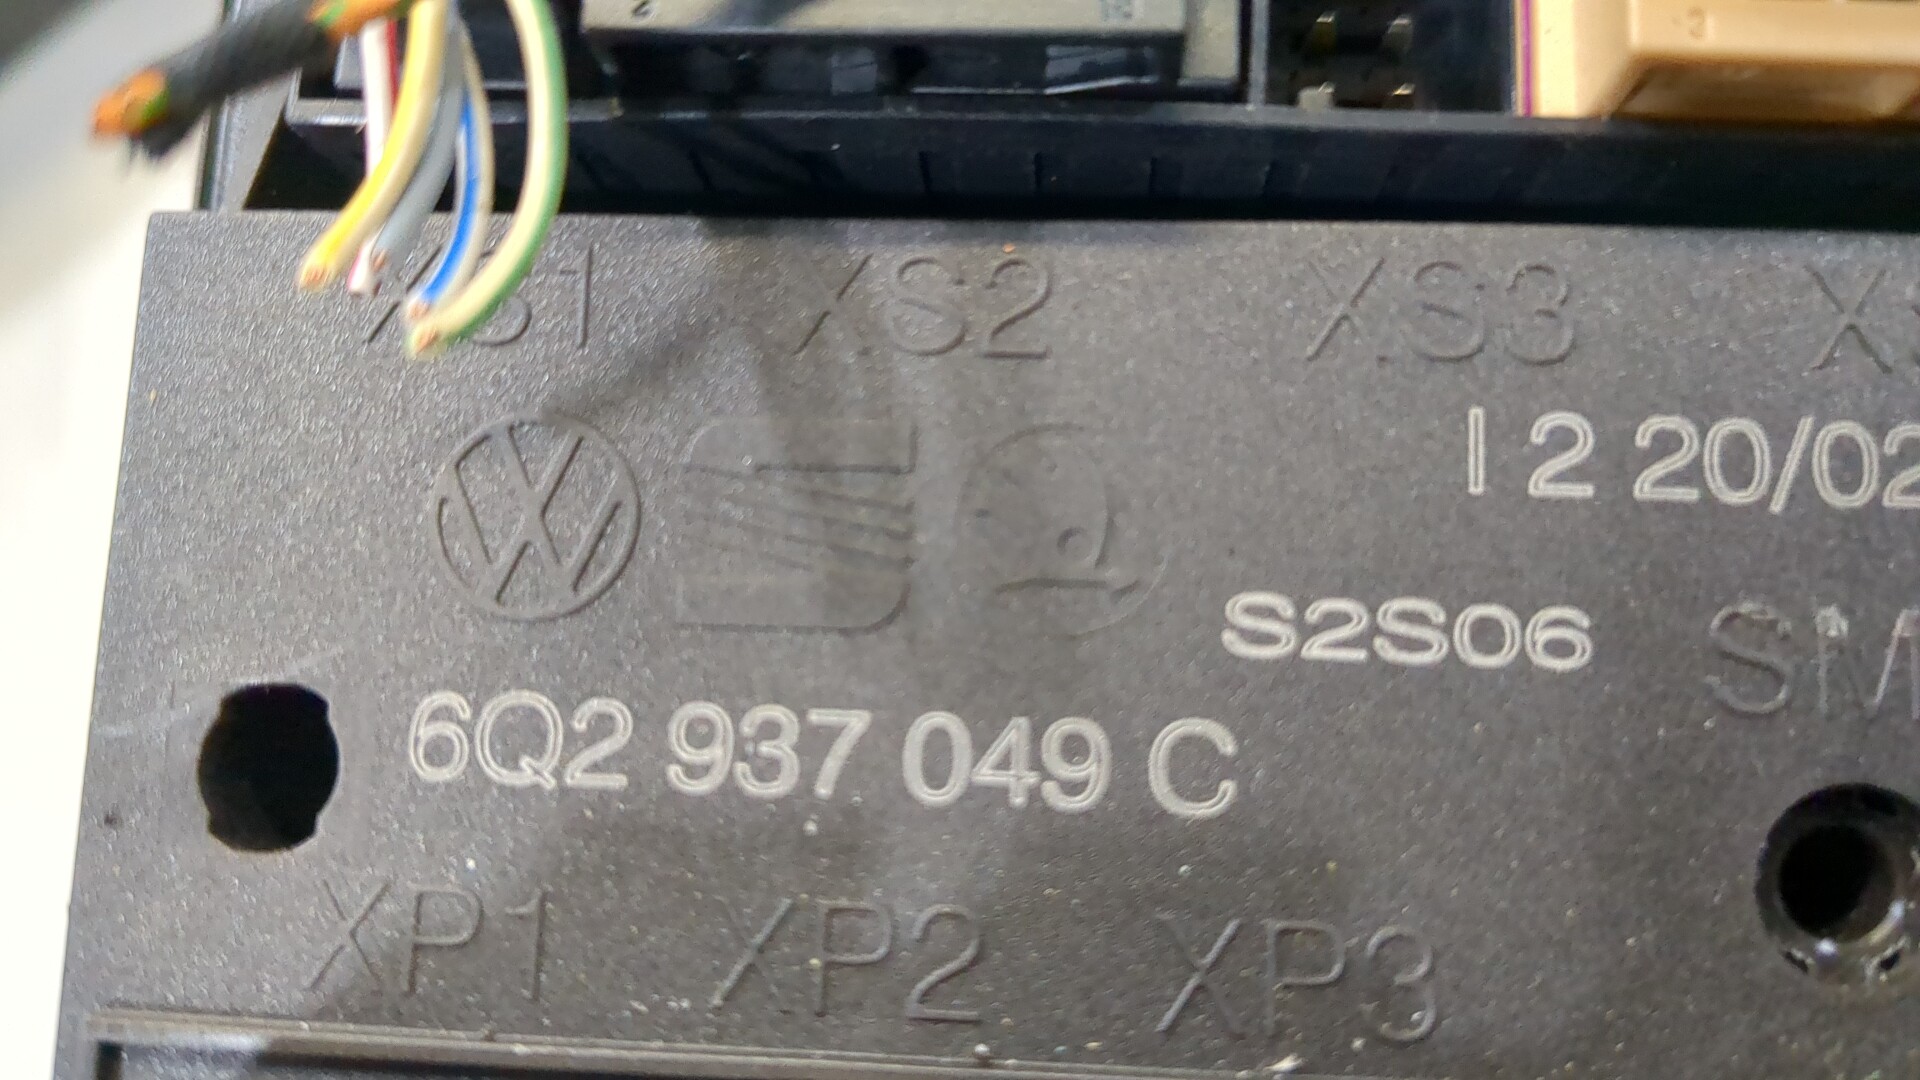 XS1 XS2 XS3
I 2 20/02
S2S06
6Q2 937 049 C
XP1 XP2 XP3